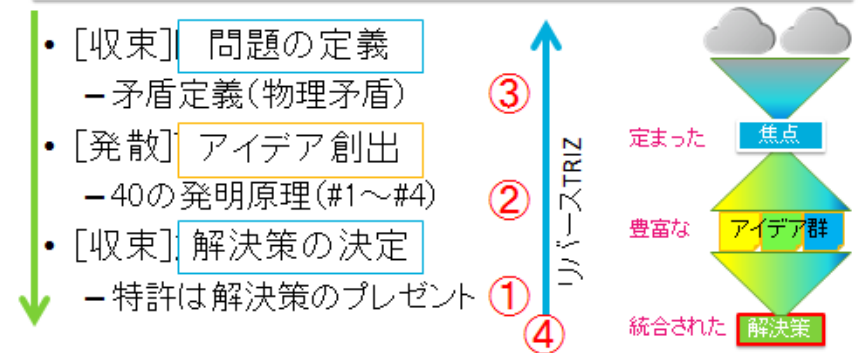 • [収束] 問題の定義
－矛盾定義(物理矛盾)
• [発散] アイデア創出
－40の発明原理(#1～#4)
• [収束] 解決策の決定
－特許は解決策のプレゼント
③
②
①
④
リバースTRIZ
定まった 焦点
豊富な アイデア群
統合された 解決策